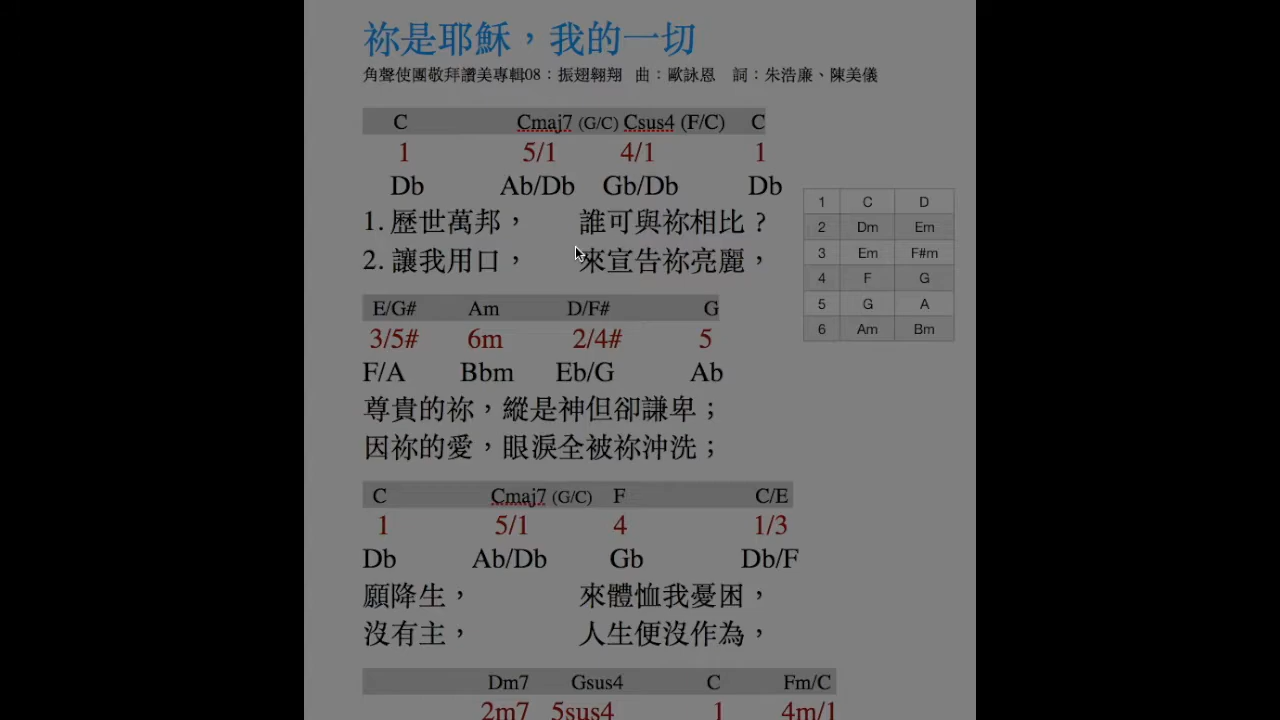 祢是耶穌，我的一切
角聲使團敬拜讚美專輯08：振翅翱翔 曲：歐詠恩 詞：朱浩廉、陳美儀
C Cmaj7 (G/C) Csus4 (F/C) C
1 5/1 4/1 1
Db Ab/Db Gb/Db Db
1. 歷世萬邦， 誰可與祢相比？
2. 讓我用口， 來宣告祢亮麗，
1 C D
2 Dm Em
3 Em F#m
4 F G
5 G A
6 Am Bm
E/G# Am D/F# G
3/5# 6m 2/4# 5
F/A Bbm Eb/G Ab
尊貴的祢，縱是神但卻謙卑；
因祢的愛，眼淚全被祢沖洗；
C Cmaj7 (G/C) F C/E
1 5/1 4 1/3
Db Ab/Db Gb Db/F
願降生， 來體恤我憂困，
沒有主， 人生便沒作為，
Dm7 Gsus4 C Fm/C
2m7 5sus4 1 4m/1